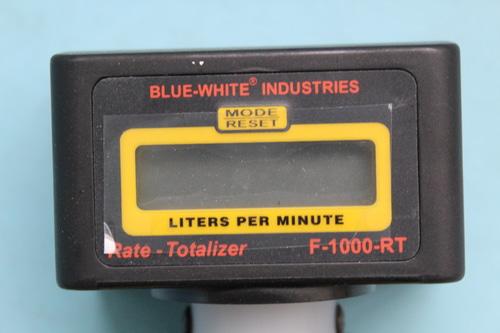 BLUE-WHITE® INDUSTRIES
MODE
RESET
LITERS PER MINUTE
Rate - Totalizer F-1000-RT